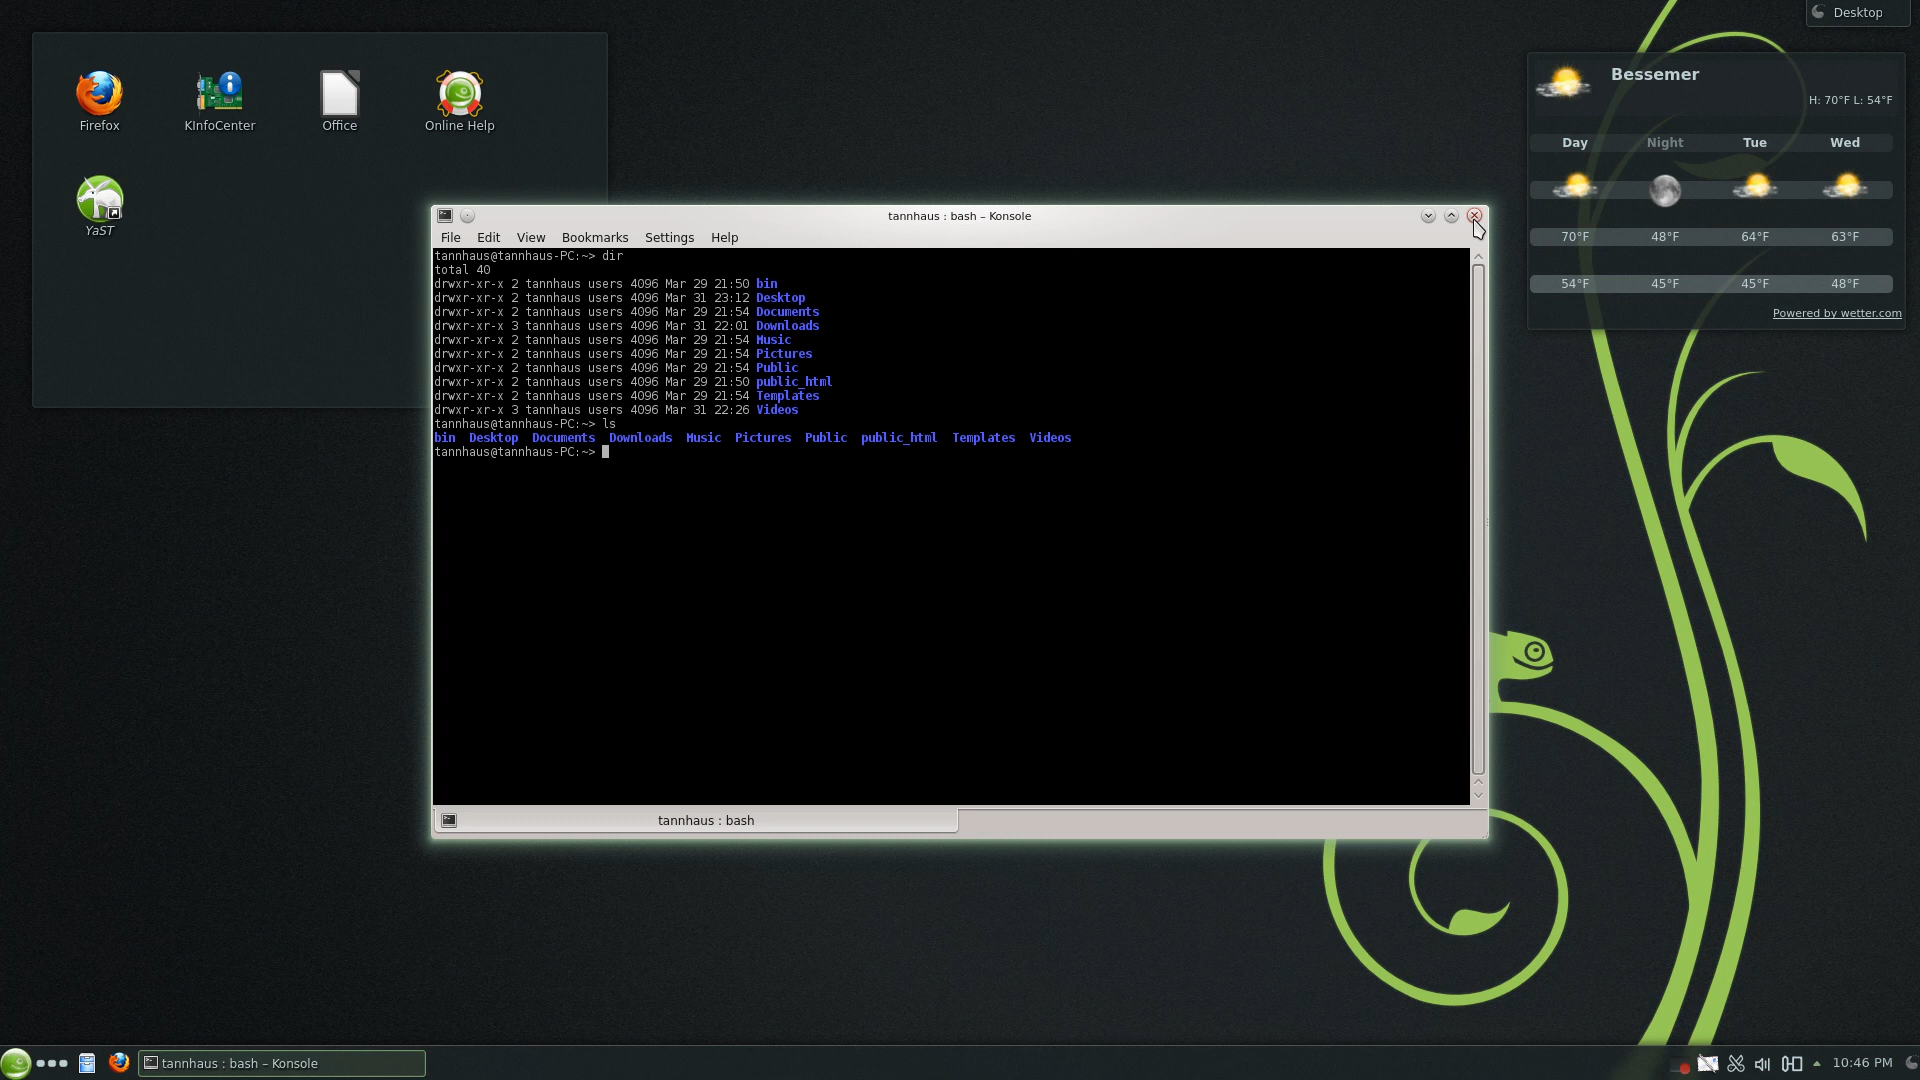 Desktop
Firefox
KInfoCenter
Office
Online Help
YaST
Bessemer
H: 70°F L: 54°F
Day Night Tue Wed
70°F 48°F 64°F 63°F
54°F 45°F 45°F 48°F
Powered by wetter.com
tannhaus : bash – Konsole
File Edit View Bookmarks Settings Help
tannhaus@tannhaus-PC:~> dir
total 40
drwxr-xr-x 2 tannhaus users 4096 Mar 29 21:50 bin
drwxr-xr-x 2 tannhaus users 4096 Mar 31 23:12 Desktop
drwxr-xr-x 2 tannhaus users 4096 Mar 29 21:54 Documents
drwxr-xr-x 3 tannhaus users 4096 Mar 31 22:01 Downloads
drwxr-xr-x 2 tannhaus users 4096 Mar 29 21:54 Music
drwxr-xr-x 2 tannhaus users 4096 Mar 29 21:54 Pictures
drwxr-xr-x 2 tannhaus users 4096 Mar 29 21:54 Public
drwxr-xr-x 2 tannhaus users 4096 Mar 29 21:50 public_html
drwxr-xr-x 2 tannhaus users 4096 Mar 29 21:54 Templates
drwxr-xr-x 3 tannhaus users 4096 Mar 31 22:26 Videos
tannhaus@tannhaus-PC:~> ls
bin Desktop Documents Downloads Music Pictures Public public_html Templates Videos
tannhaus@tannhaus-PC:~>
tannhaus : bash
tannhaus : bash – Konsole
10:46 PM